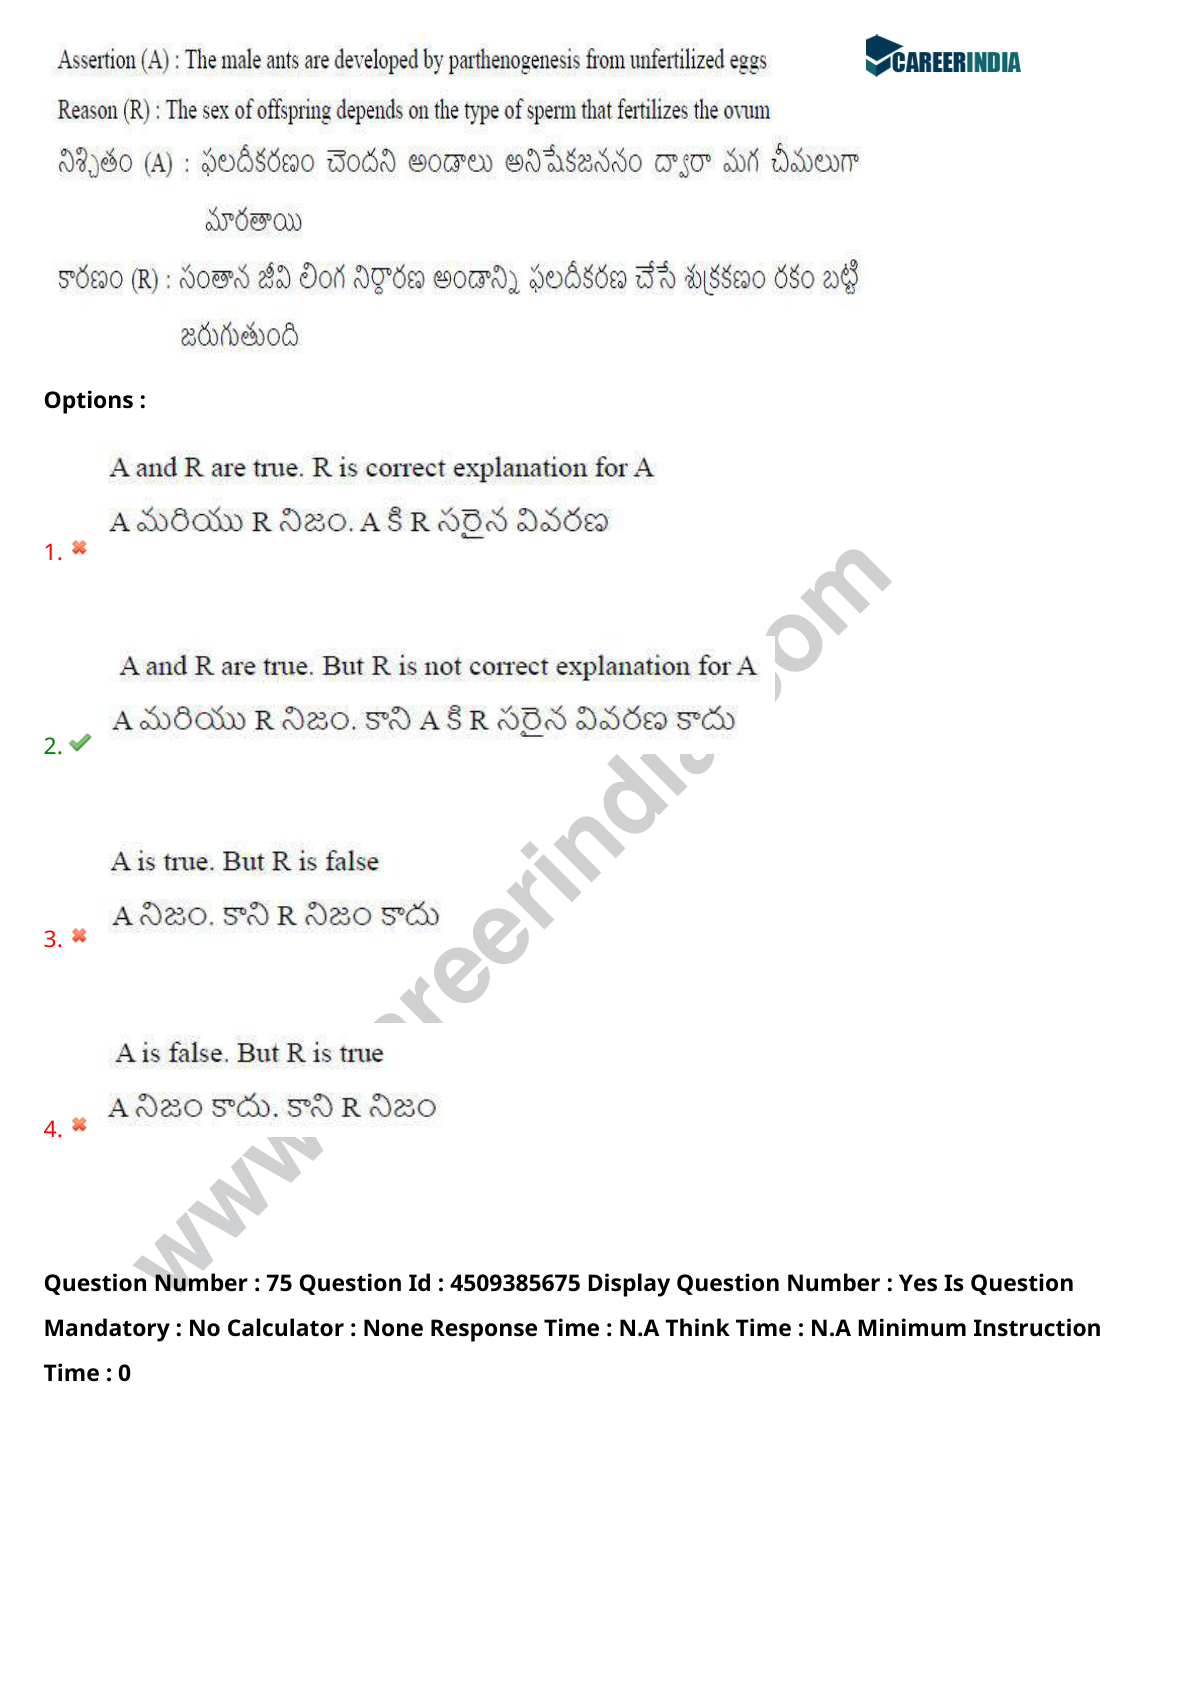 Assertion (A) : The male ants are developed by parthenogenesis from unfertilized eggs
CAREERINDIA
Reason (R) : The sex of offspring depends on the type of sperm that fertilizes the ovum
నిశ్చితం (A) : ఫలదీకరణం చెందని అండాలు అనిషేకజననం ద్వారా మగ చీమలుగా
మారతాయి
కారణం (R) : సంతాన జీవి లింగ నిర్ధారణ అండాన్ని ఫలదీకరణ చేసే శుక్రకణం రకం బట్టి
జరుగుతుంది
Options :
A and R are true. R is correct explanation for A
A మరియు R నిజం. A కి R సరైన వివరణ
1.
A and R are true. But R is not correct explanation for A
A మరియు R నిజం. కాని A కి R సరైన వివరణ కాదు
2.
A is true. But R is false
A నిజం. కాని R నిజం కాదు
3.
A is false. But R is true
A నిజం కాదు. కాని R నిజం
4.
Question Number : 75 Question Id : 4509385675 Display Question Number : Yes Is Question
Mandatory : No Calculator : None Response Time : N.A Think Time : N.A Minimum Instruction
Time : 0